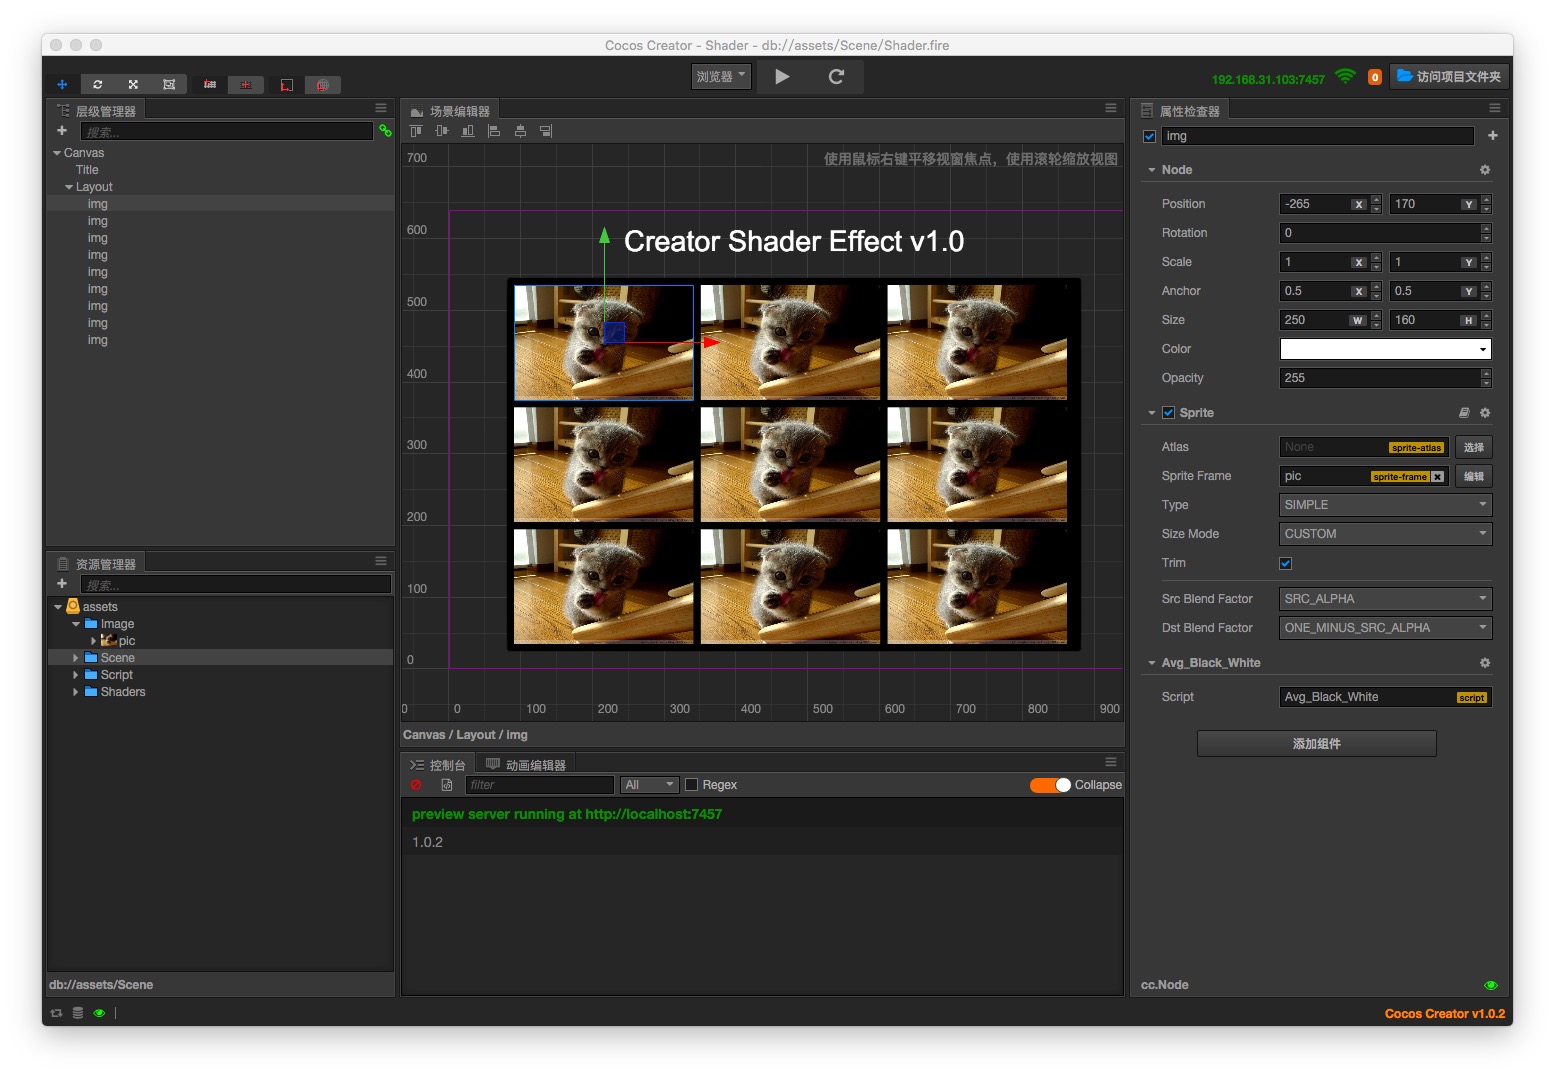 Cocos Creator - Shader - db://assets/Scene/Shader.fire
浏览器
192.168.31.103:7457
0
访问项目文件夹
层级管理器
搜索...
Canvas
Title
Layout
img
img
img
img
img
img
img
img
img
资源管理器
搜索...
assets
Image
pic
Scene
Script
Shaders
db://assets/Scene
场景编辑器
使用鼠标右键平移视窗焦点，使用滚轮缩放视图
700
600
500
400
300
200
100
0
Creator Shader Effect v1.0
0 0 100 200 300 400 500 600 700 800 900
Canvas / Layout / img
控制台
动画编辑器
filter
All
Regex
Collapse
preview server running at http://localhost:7457
1.0.2
属性检查器
img
Node
Position -265 X 170 Y
Rotation 0
Scale 1 X 1 Y
Anchor 0.5 X 0.5 Y
Size 250 W 160 H
Color
Opacity 255
Sprite
Atlas None sprite-atlas 选择
Sprite Frame pic sprite-frame 编辑
Type SIMPLE
Size Mode CUSTOM
Trim
Src Blend Factor SRC_ALPHA
Dst Blend Factor ONE_MINUS_SRC_ALPHA
Avg_Black_White
Script Avg_Black_White script
添加组件
cc.Node
Cocos Creator v1.0.2